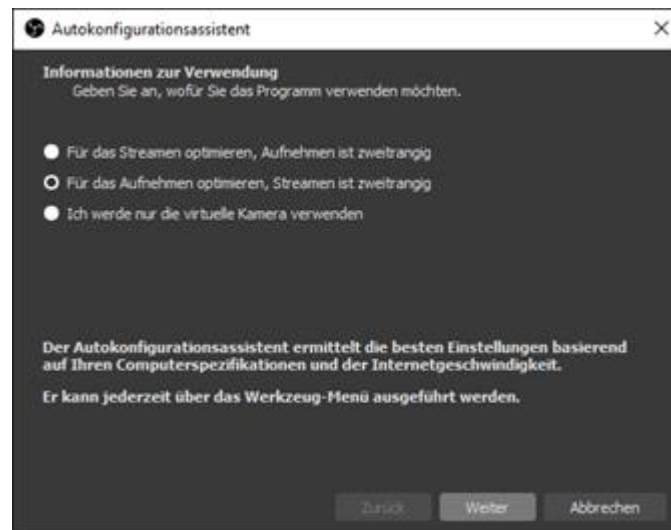 Autokonfigurationsassistent
Informationen zur Verwendung
Geben Sie an, wofür Sie das Programm verwenden möchten.
Für das Streamen optimieren, Aufnehmen ist zweitrangig
Für das Aufnehmen optimieren, Streamen ist zweitrangig
Ich werde nur die virtuelle Kamera verwenden
Der Autokonfigurationsassistent ermittelt die besten Einstellungen basierend
auf Ihren Computerspezifikationen und der Internetgeschwindigkeit.
Er kann jederzeit über das Werkzeug-Menü ausgeführt werden.
Zurück Weiter Abbrechen